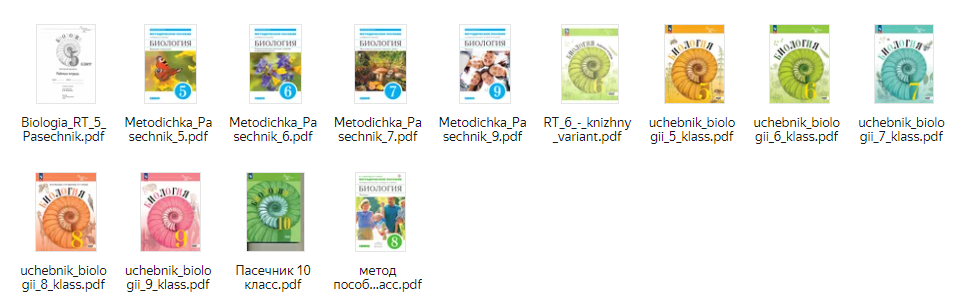 Biologia_RT_5_
Pasechnik.pdf
Metodichka_Pa
sechnik_5.pdf
Metodichka_Pa
sechnik_6.pdf
Metodichka_Pa
sechnik_7.pdf
Metodichka_Pa
sechnik_9.pdf
RT_6_-_knizhny
_variant.pdf
uchebnik_biolo
gii_5_klass.pdf
uchebnik_biolo
gii_6_klass.pdf
uchebnik_biolo
gii_7_klass.pdf
uchebnik_biolo
gii_8_klass.pdf
uchebnik_biolo
gii_9_klass.pdf
Пасечник 10
класс.pdf
метод
пособ...асс.pdf
БИОЛОГИЯ
5
БИОЛОГИЯ
6
БИОЛОГИЯ
7
БИОЛОГИЯ
9
БИОЛОГИЯ
5
БИОЛОГИЯ
6
БИОЛОГИЯ
7
БИОЛОГИЯ
8
БИОЛОГИЯ
9
10
БИОЛОГИЯ
8